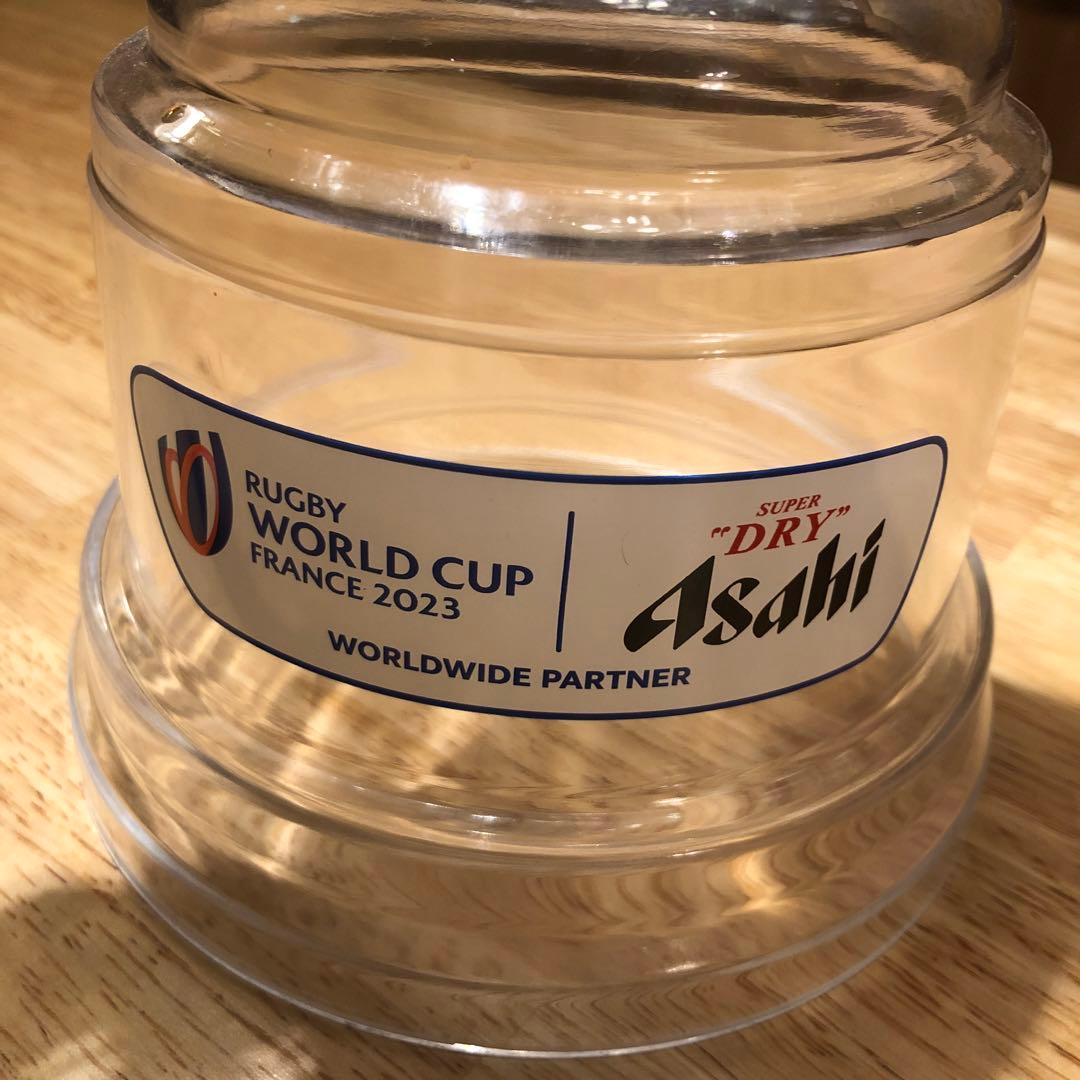 RUGBY
WORLD CUP
FRANCE 2023
SUPER
"DRY"
Asahi
WORLDWIDE PARTNER